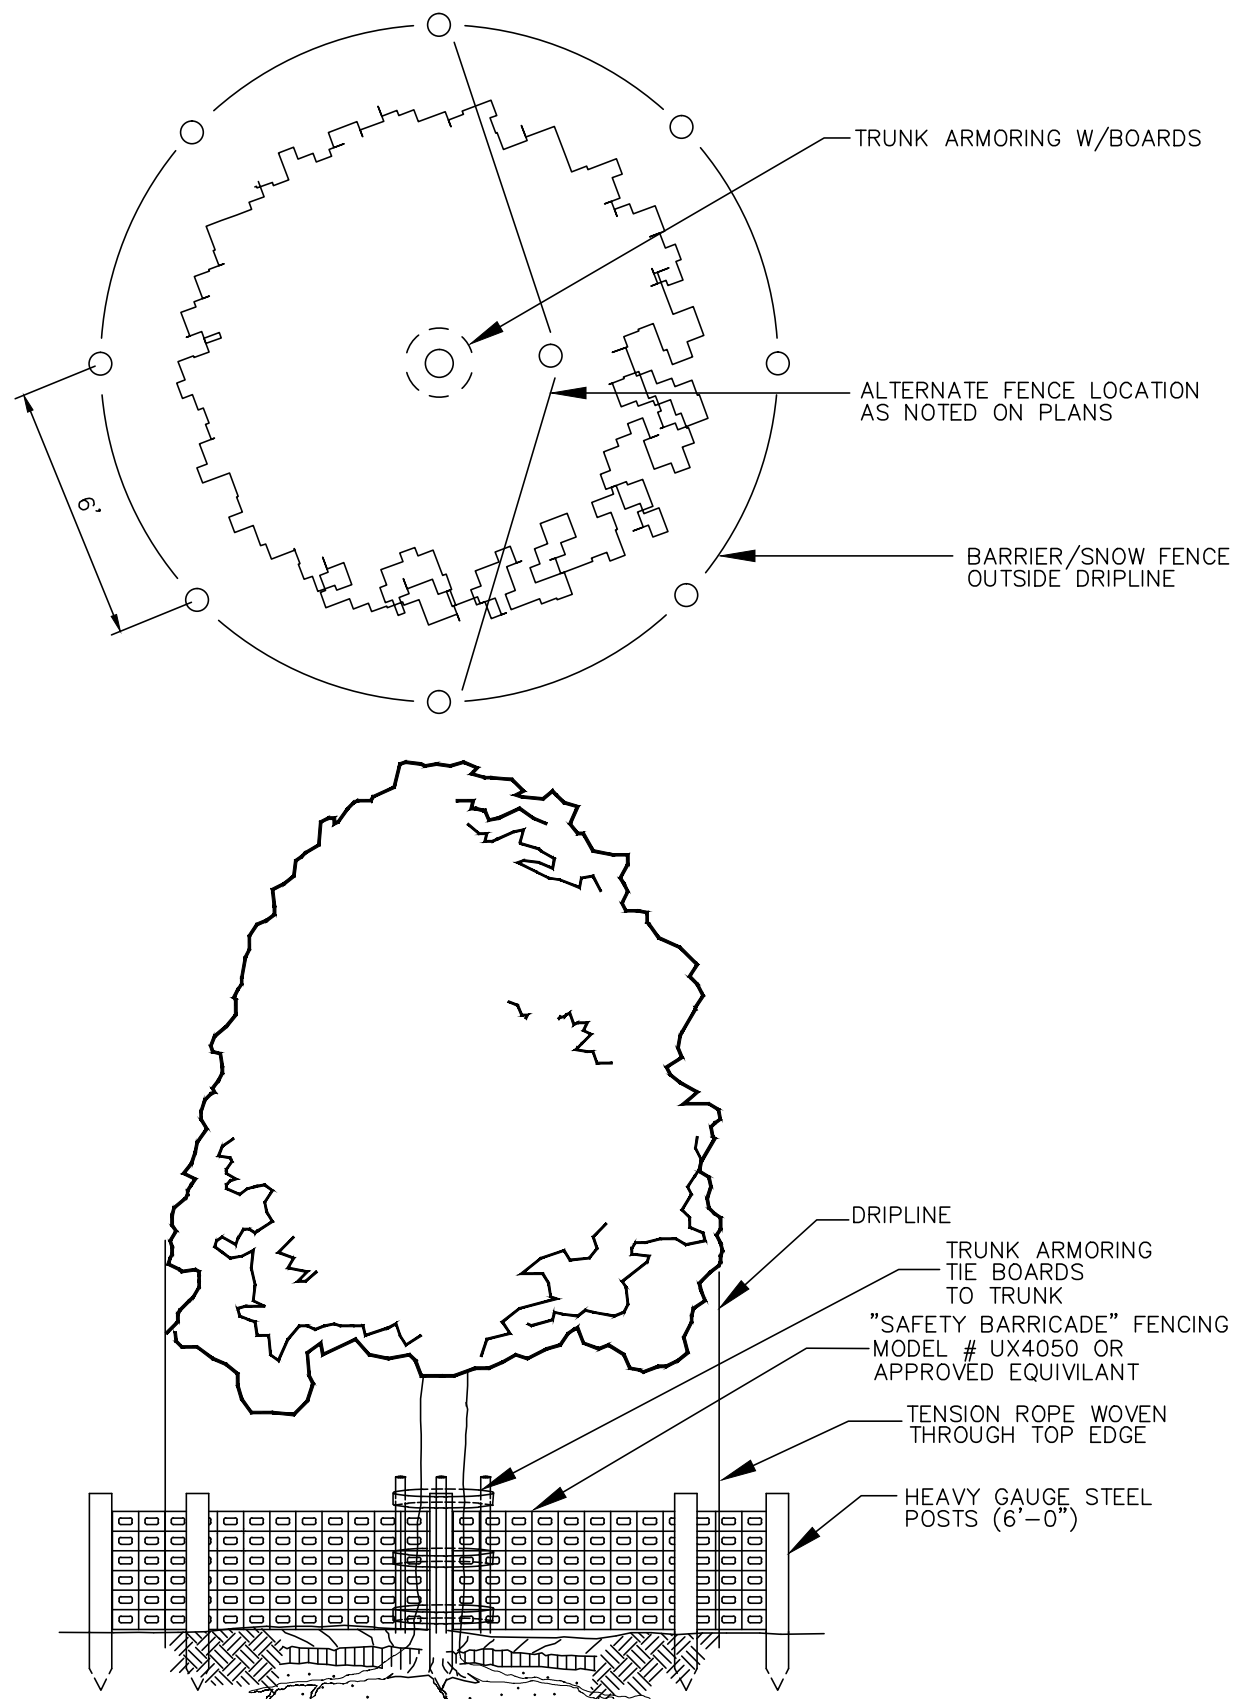 TRUNK ARMORING W/BOARDS
ALTERNATE FENCE LOCATION
AS NOTED ON PLANS
6'
BARRIER/SNOW FENCE
OUTSIDE DRIPLINE
DRIPLINE
TRUNK ARMORING
TIE BOARDS
TO TRUNK
"SAFETY BARRICADE" FENCING
MODEL # UX4050 OR
APPROVED EQUIVILANT
TENSION ROPE WOVEN
THROUGH TOP EDGE
HEAVY GAUGE STEEL
POSTS (6'-0")